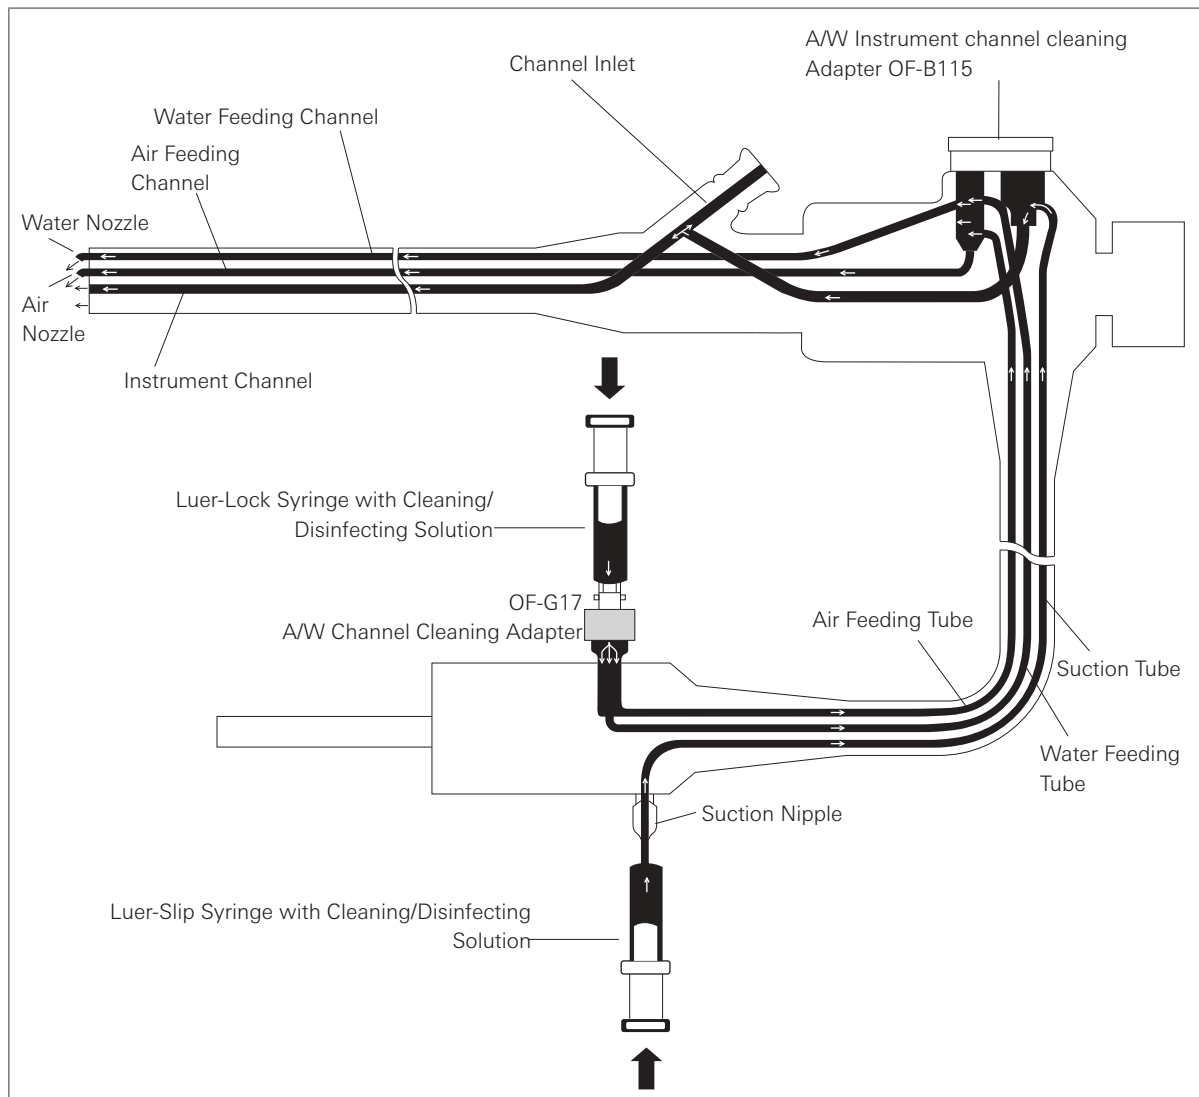 A/W Instrument channel cleaning
Adapter OF-B115
Channel Inlet
Water Feeding Channel
Air Feeding
Channel
Water Nozzle
Air
Nozzle
Instrument Channel
Luer-Lock Syringe with Cleaning/
Disinfecting Solution
OF-G17
A/W Channel Cleaning Adapter
Air Feeding Tube
Suction Tube
Water Feeding
Tube
Suction Nipple
Luer-Slip Syringe with Cleaning/Disinfecting
Solution